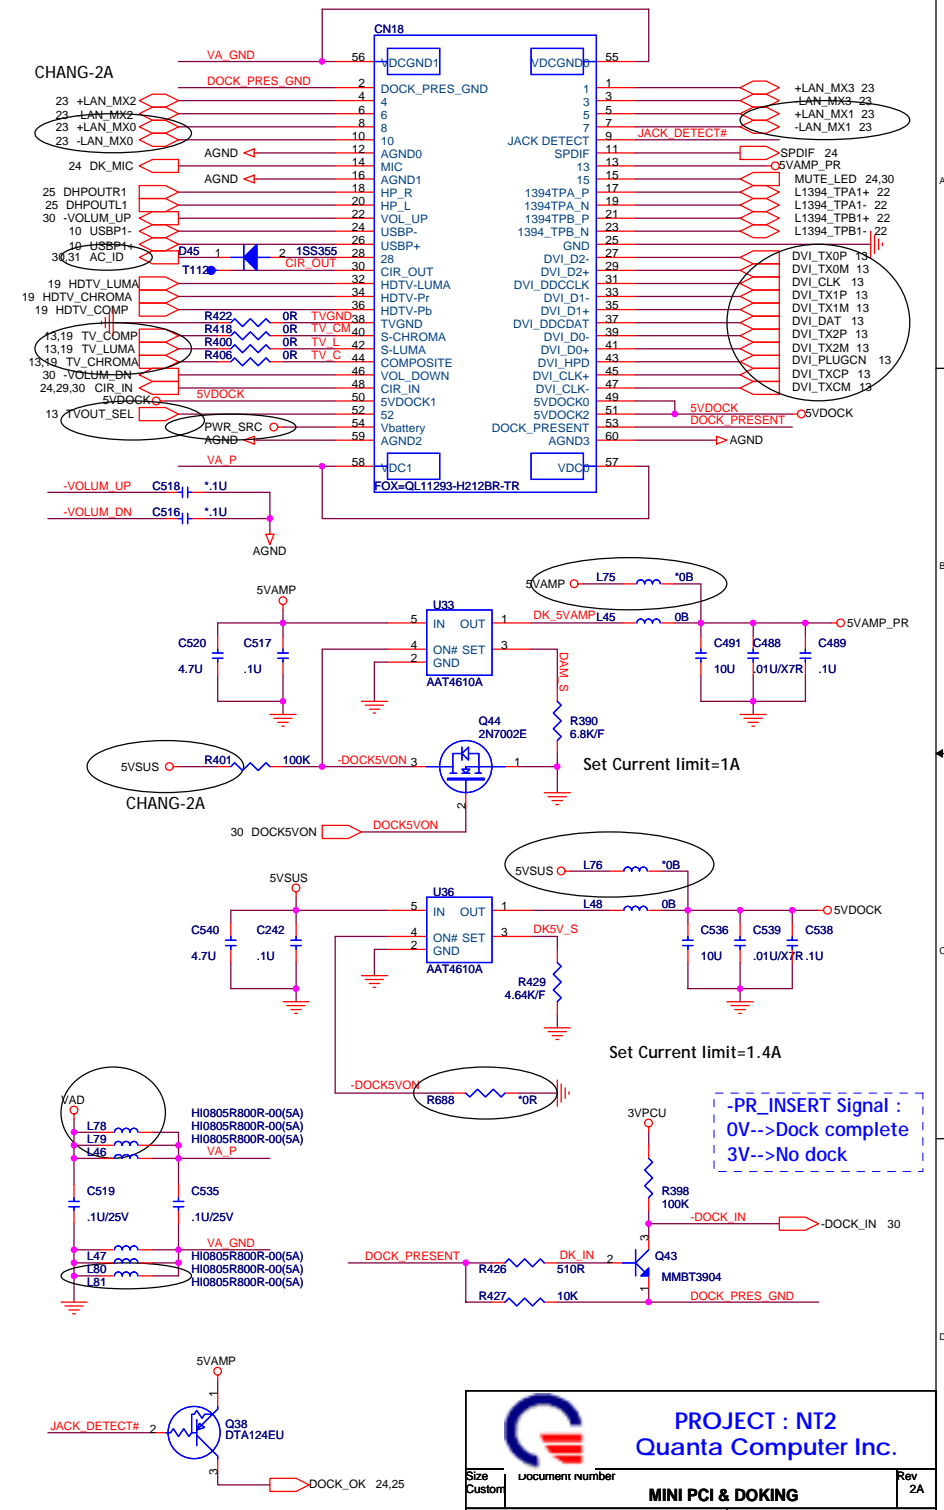 CN18
VA_GND 56 VDCGND1 VDCGND0 55
CHANG-2A
DOCK_PRES_GND 2 DOCK_PRES_GND 1 1 +LAN_MX3 23
23 +LAN_MX2 4 4 3 3 -LAN_MX3 23
23 -LAN_MX2 6 6 5 5 +LAN_MX1 23
23 +LAN_MX0 8 8 7 7 -LAN_MX1 23
23 -LAN_MX0 10 10 JACK DETECT 9 JACK_DETECT#
AGND 12 AGND0 SPDIF 11 SPDIF 24
24 DK_MIC 14 MIC 13 13 5VAMP_PR
AGND 16 AGND1 15 15 MUTE_LED 24,30
25 DHPOUTR1 18 HP_R 1394TPA_P 17 L1394_TPA1+ 22
25 DHPOUTL1 20 HP_L 1394TPA_N 19 L1394_TPA1- 22
30 -VOLUM_UP 22 VOL_UP 1394TPB_P 21 L1394_TPB1+ 22
10 USBP1- 24 USBP- 1394_TPB_N 23 L1394_TPB1- 22
10 USBP1+ 26 USBP+ GND 25
30,31 AC_ID D45 1 2 1SS355 28 28 DVI_D2- 27 DVI_TX0P 13
T112 CIR_OUT 30 CIR_OUT DVI_D2+ 29 DVI_TX0M 13
19 HDTV_LUMA 32 HDTV-LUMA DVI_DDCCLK 31 DVI_CLK 13
19 HDTV_CHROMA 34 HDTV-Pr DVI_D1- 33 DVI_TX1P 13
19 HDTV_COMP 36 HDTV-Pb DVI_D1+ 35 DVI_TX1M 13
R422 0R TVGND 38 TVGND DVI_DDCDAT 37 DVI_DAT 13
13,19 TV_COMP R418 0R TV_CM 40 S-CHROMA DVI_D0- 39 DVI_TX2P 13
13,19 TV_LUMA R400 0R TV_L 42 S-LUMA DVI_D0+ 41 DVI_TX2M 13
13,19 TV_CHROMA R406 0R TV_C 44 COMPOSITE DVI_HPD 43 DVI_PLUGCN 13
30 -VOLUM_DN 46 VOL_DOWN DVI_CLK+ 45 DVI_TXCP 13
24,29,30 CIR_IN 48 CIR_IN DVI_CLK- 47 DVI_TXCM 13
5VDOCK 5VDOCK 50 5VDOCK1 5VDOCK0 49
13 TVOUT_SEL 52 52 5VDOCK2 51 5VDOCK 5VDOCK
PWR_SRC 54 Vbattery DOCK_PRESENT 53 DOCK_PRESENT
AGND 59 AGND2 AGND3 60 AGND
VA_P 58 VDC1 VDC0 57
FOX=QL11293-H212BR-TR
-VOLUM_UP C518 *.1U
-VOLUM_DN C516 *.1U
AGND
5VAMP L75 *0B
5VAMP U33
5 IN OUT 1 DK_5VAMP L45 0B 5VAMP_PR
C520 C517 4 ON# SET 3 C491 C488 C489
4.7U .1U 2 GND 10U .01U/X7R .1U
AAT4610A
DAM_S
Q44 R390
2N7002E 6.8K/F
5VSUS R401 100K -DOCK5VON 3 1 Set Current limit=1A
CHANG-2A
2
30 DOCK5VON DOCK5VON
5VSUS L76 *0B
5VSUS U36
5 IN OUT 1 L48 0B 5VDOCK
C540 C242 4 ON# SET 3 DK5V_S C536 C539 C538
4.7U .1U 2 GND 10U .01U/X7R .1U
AAT4610A
R429
4.64K/F
Set Current limit=1.4A
-DOCK5VON
R688 *0R
VAD
L78 HI0805R800R-00(5A)
L79 HI0805R800R-00(5A)
L46 HI0805R800R-00(5A)
VA_P
C519 C535
.1U/25V .1U/25V
VA_GND
L47 HI0805R800R-00(5A)
L80 HI0805R800R-00(5A)
L81 HI0805R800R-00(5A)
-PR_INSERT Signal :
0V-->Dock complete
3V-->No dock
3VPCU
R398
100K
-DOCK_IN -DOCK_IN 30
3
DOCK_PRESENT R426 DK_IN 510R 2 Q43
MMBT3904
1
R427 10K DOCK_PRES_GND
5VAMP
1
JACK_DETECT# 2 Q38
DTA124EU
3
DOCK_OK 24,25
PROJECT : NT2
Quanta Computer Inc.
Size Document Number Rev
Custom MINI PCI & DOKING 2A
A
B
C
D